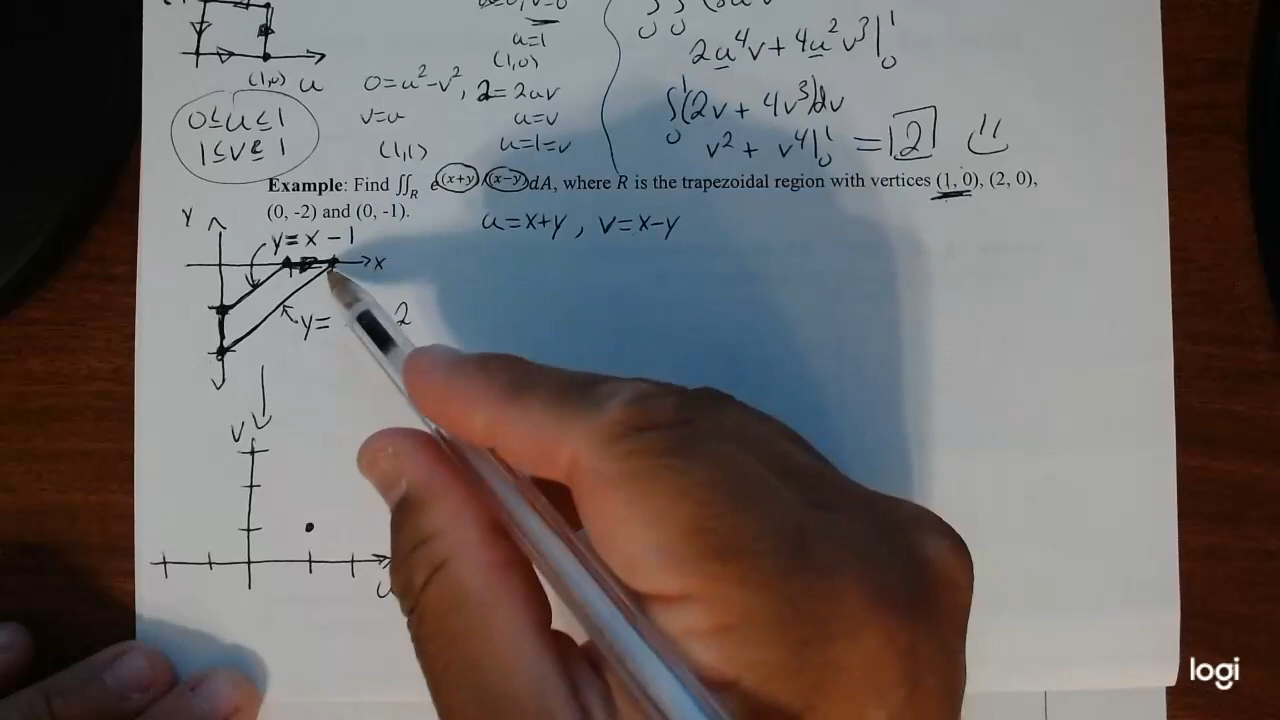 u=1
(1,0)
(1,0) u
0=u²-v², 2=2uv
v=u u=v
(1,1) u=1=v
0≤u≤1
1≤v≤1
2u⁴v+4u²v³|₀¹
∫₀¹(2v+4v³)dv
v²+v⁴|₀¹ =2
Example: Find ∬_R e^(x+y)/(x-y) dA, where R is the trapezoidal region with vertices (1, 0), (2, 0),
(0, -2) and (0, -1).
u=x+y, v=x-y
y
y=x-1
x
y= 2
v
u
logi